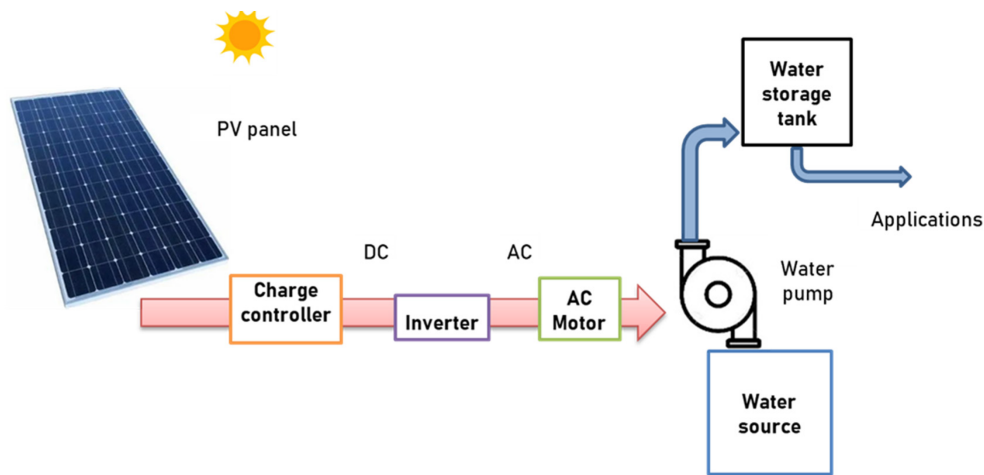 PV panel
Water
storage
tank
Applications
DC
AC
Charge
controller
Inverter
AC
Motor
Water
pump
Water
source